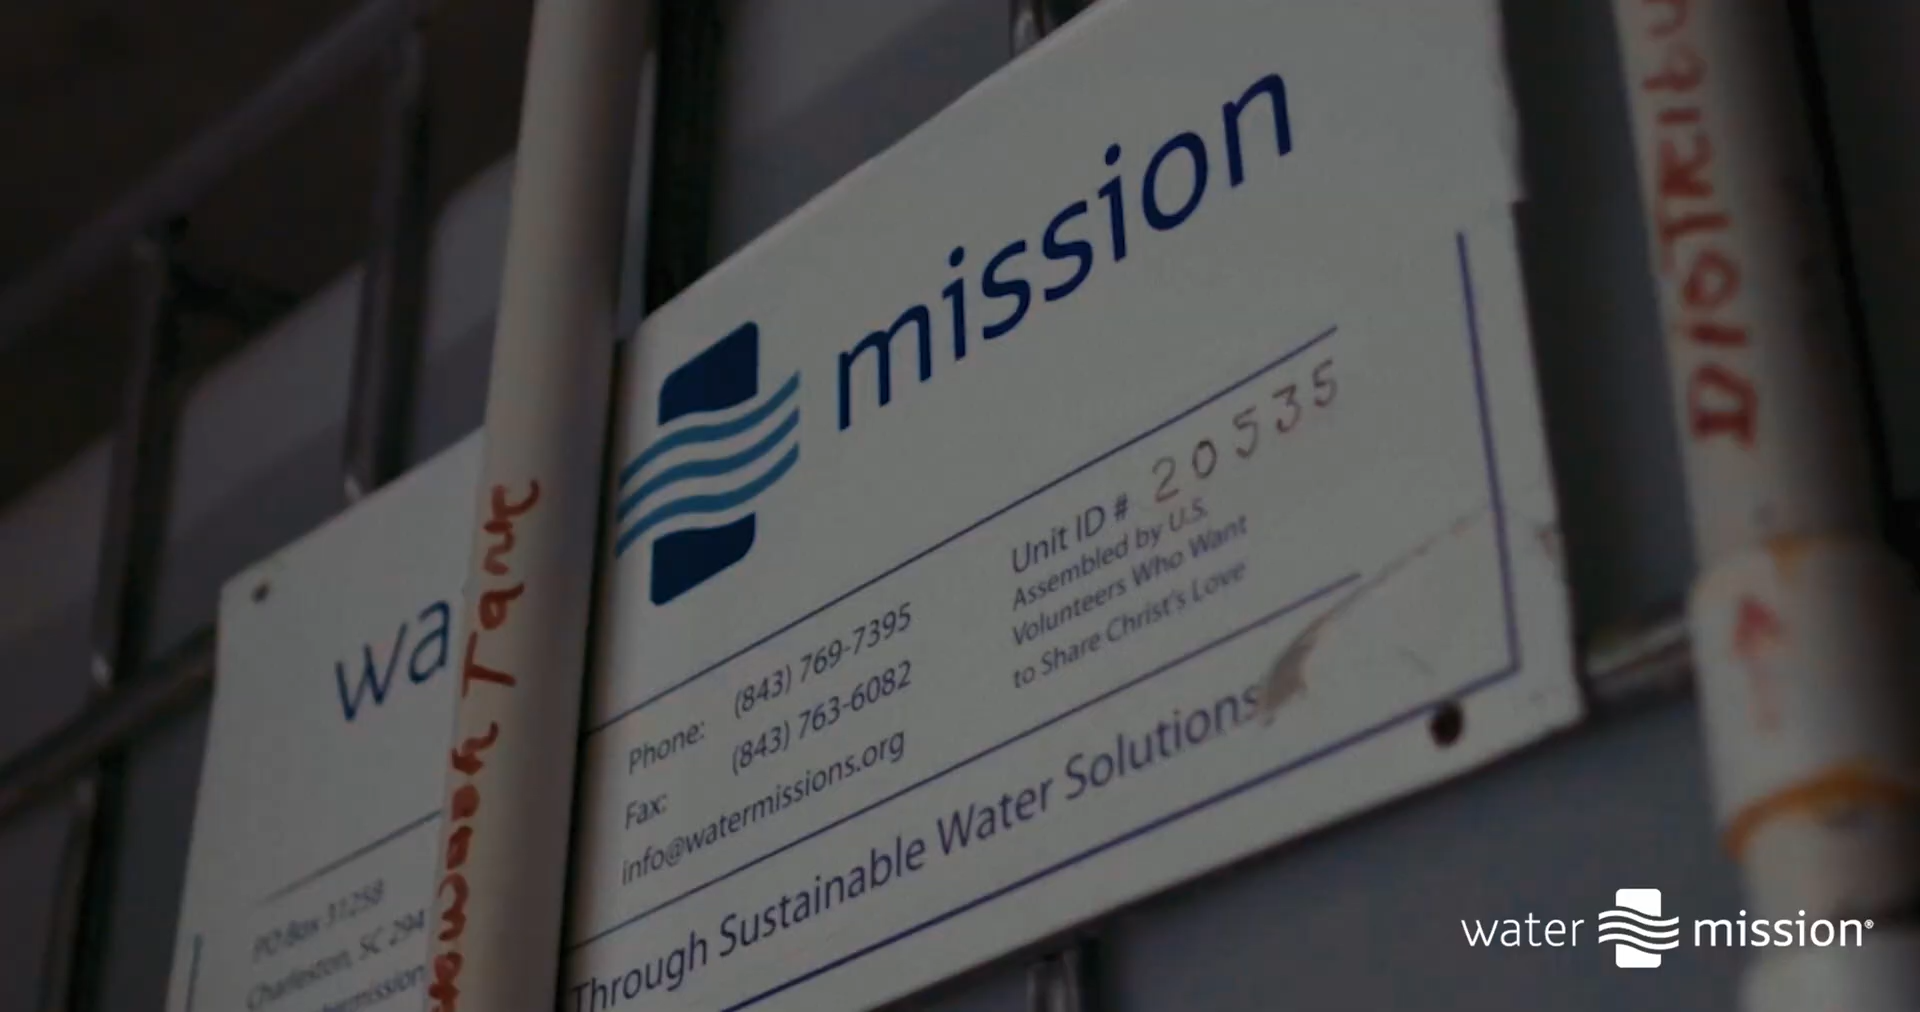 wa
mission
Unit ID # 20535
Assembled by U.S.
Volunteers Who Want
to Share Christ's Love
Phone: (843) 769-7395
Fax: (843) 763-6082
info@watermissions.org
PO Box 31258
Charleston, SC 294
Through Sustainable Water Solutions
Tank
water mission®